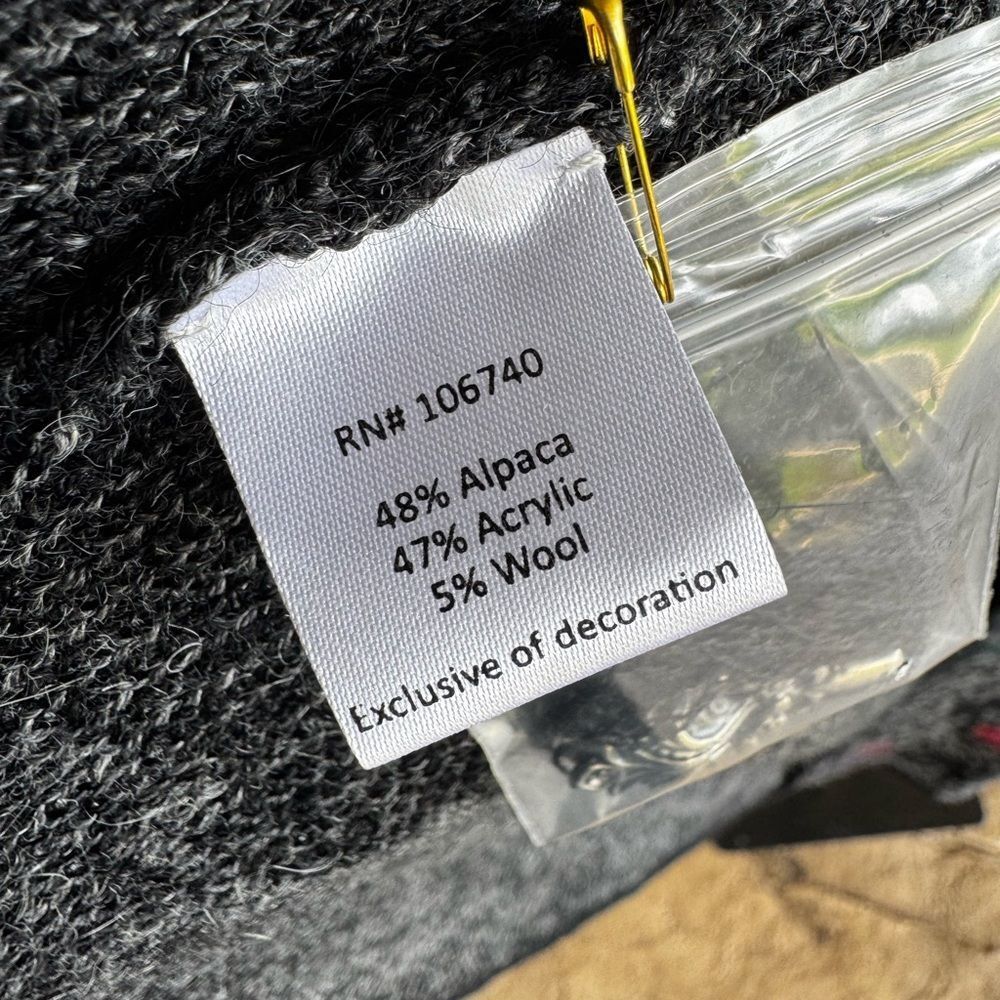 RN# 106740
48% Alpaca
47% Acrylic
5% Wool
Exclusive of decoration